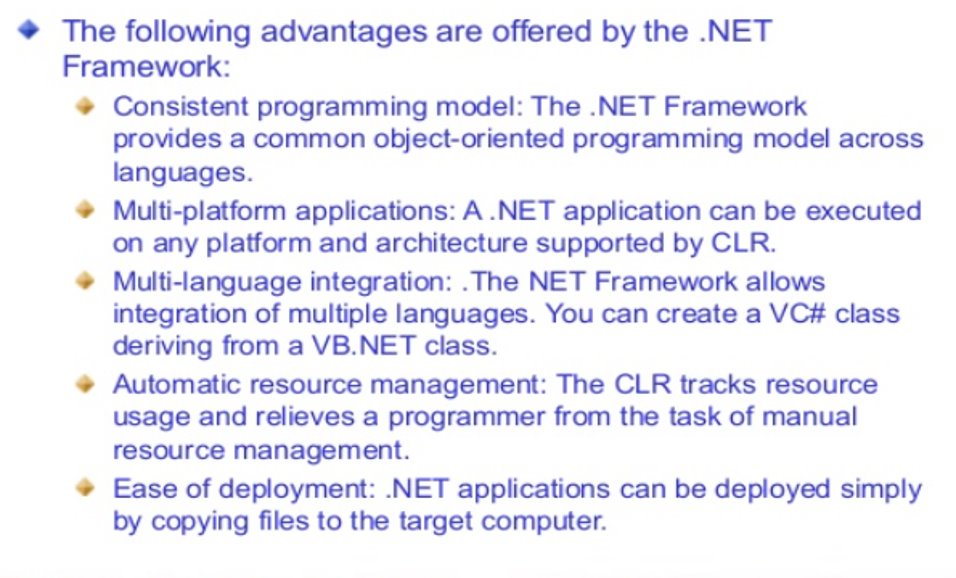 The following advantages are offered by the .NET
Framework:
Consistent programming model: The .NET Framework
provides a common object-oriented programming model across
languages.
Multi-platform applications: A .NET application can be executed
on any platform and architecture supported by CLR.
Multi-language integration: .The NET Framework allows
integration of multiple languages. You can create a VC# class
deriving from a VB.NET class.
Automatic resource management: The CLR tracks resource
usage and relieves a programmer from the task of manual
resource management.
Ease of deployment: .NET applications can be deployed simply
by copying files to the target computer.